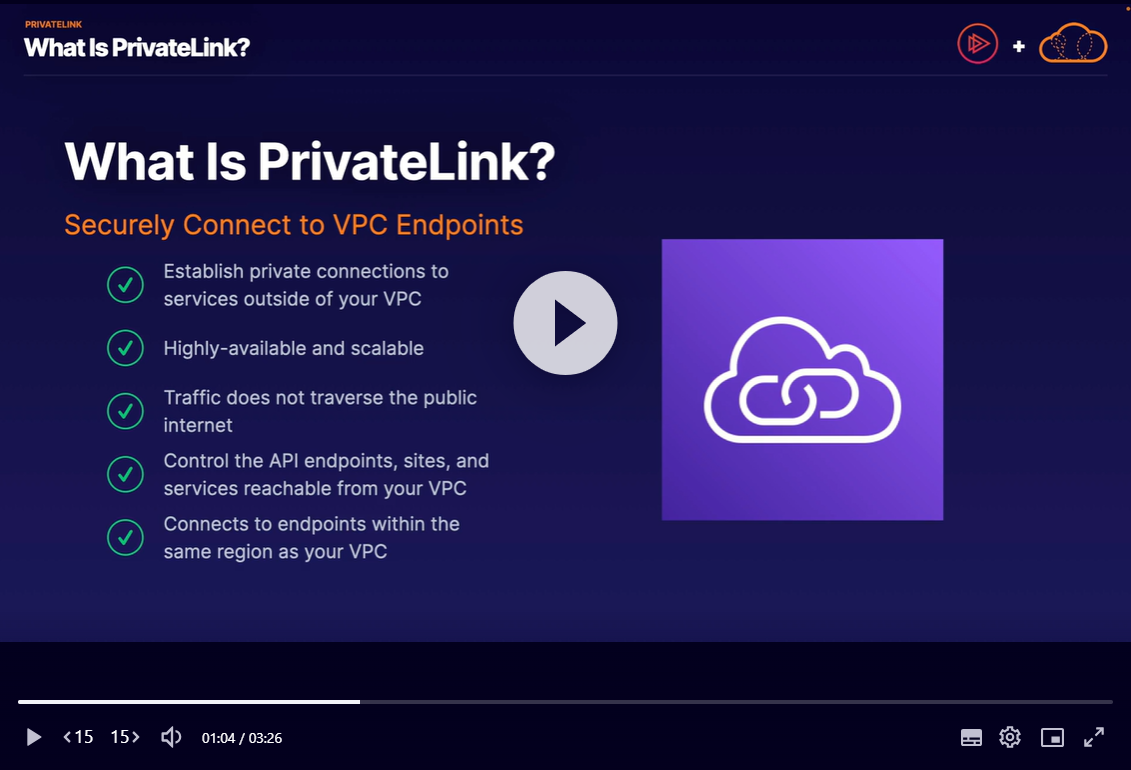 PRIVATELINK
What Is PrivateLink?
+
What Is PrivateLink?
Securely Connect to VPC Endpoints
Establish private connections to
services outside of your VPC
Highly-available and scalable
Traffic does not traverse the public
internet
Control the API endpoints, sites, and
services reachable from your VPC
Connects to endpoints within the
same region as your VPC
<15 15> 01:04 / 03:26